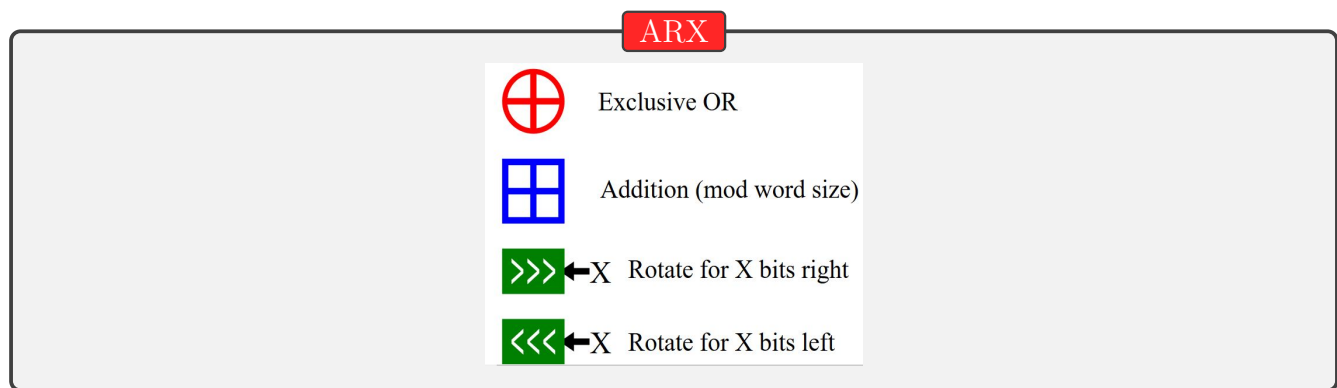 ARX
Exclusive OR
Addition (mod word size)
>>> X Rotate for X bits right
<<< X Rotate for X bits left